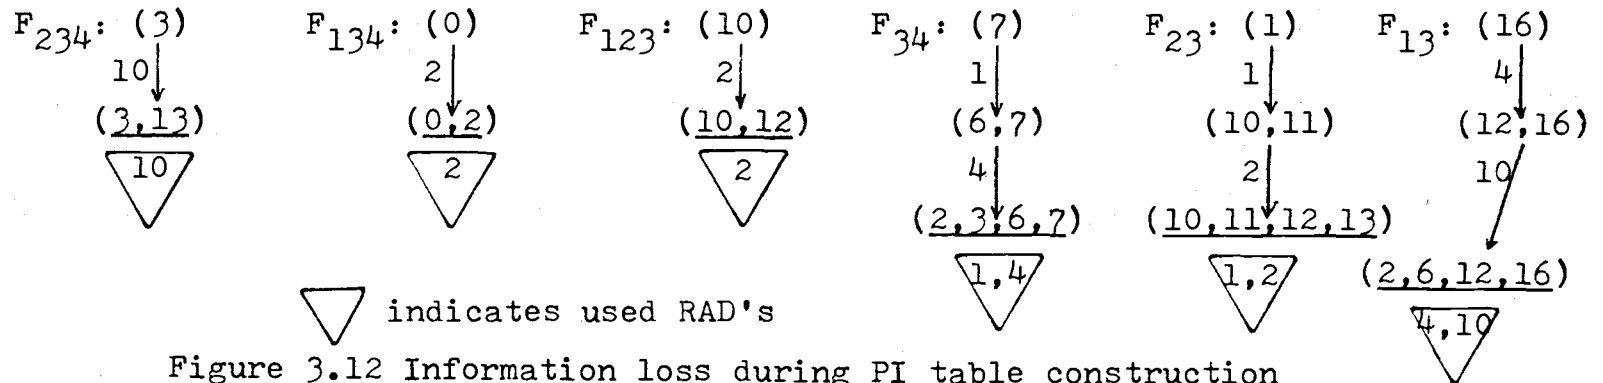 F234: (3) F134: (0) F123: (10) F34: (7) F23: (1) F13: (16)
10 2 2 1 1 4
(3,13) (0,2) (10,12) (6,7) (10,11) (12,16)
10 2 2 4 2 10
(2,3,6,7) (10,11,12,13)
1,4 1,2 (2,6,12,16)
indicates used RAD's 4,10
Figure 3.12 Information loss during PI table construction